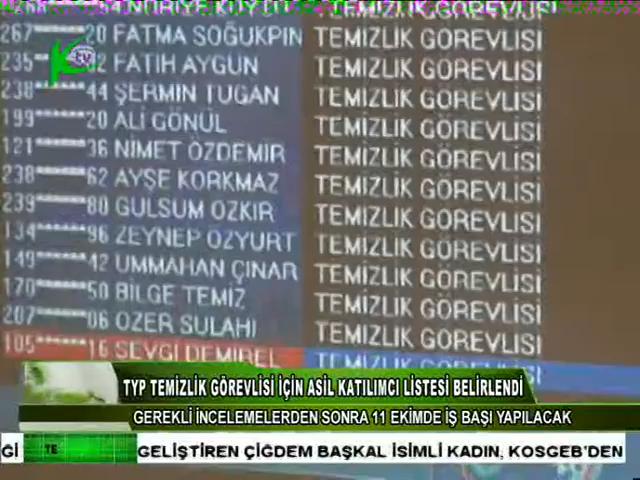 267******20 FATMA SOĞUKPIN TEMİZLİK GÖREVLİSİ
235******02 FATİH AYGÜN TEMİZLİK GÖREVLİSİ
238******44 ŞERMİN TUGAN TEMİZLİK GÖREVLİSİ
199******20 ALİ GÖNÜL TEMİZLİK GÖREVLİSİ
121******36 NİMET ÖZDEMİR TEMİZLİK GÖREVLİSİ
238******62 AYŞE KORKMAZ TEMİZLİK GÖREVLİSİ
239******80 GULSUM OZKIR TEMİZLİK GÖREVLİSİ
134******96 ZEYNEP OZYURT TEMİZLİK GÖREVLİSİ
149******42 UMMAHAN ÇINAR TEMİZLİK GÖREVLİSİ
170******50 BİLGE TEMİZ TEMİZLİK GÖREVLİSİ
207******06 OZER SULAHI TEMİZLİK GÖREVLİSİ
105******16 SEVGİ DEMİREL TEMİZLİK GÖREVLİSİ
TYP TEMİZLİK GÖREVLİSİ İÇİN ASİL KATILIMCI LİSTESİ BELİRLENDİ
GEREKLİ İNCELEMELERDEN SONRA 11 EKİMDE İŞ BAŞI YAPILACAK
Gİ TE GELİŞTİREN ÇİĞDEM BAŞKAL İSİMLİ KADIN, KOSGEB'DEN